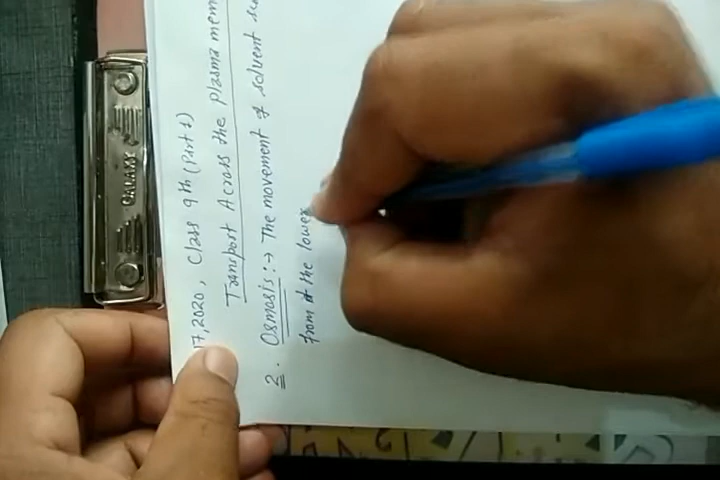 17,2020, Class 9th (Part 1)
Transport Across the plasma mem
2. Osmosis :→ The movement of solvent
from the lower
GALAXY